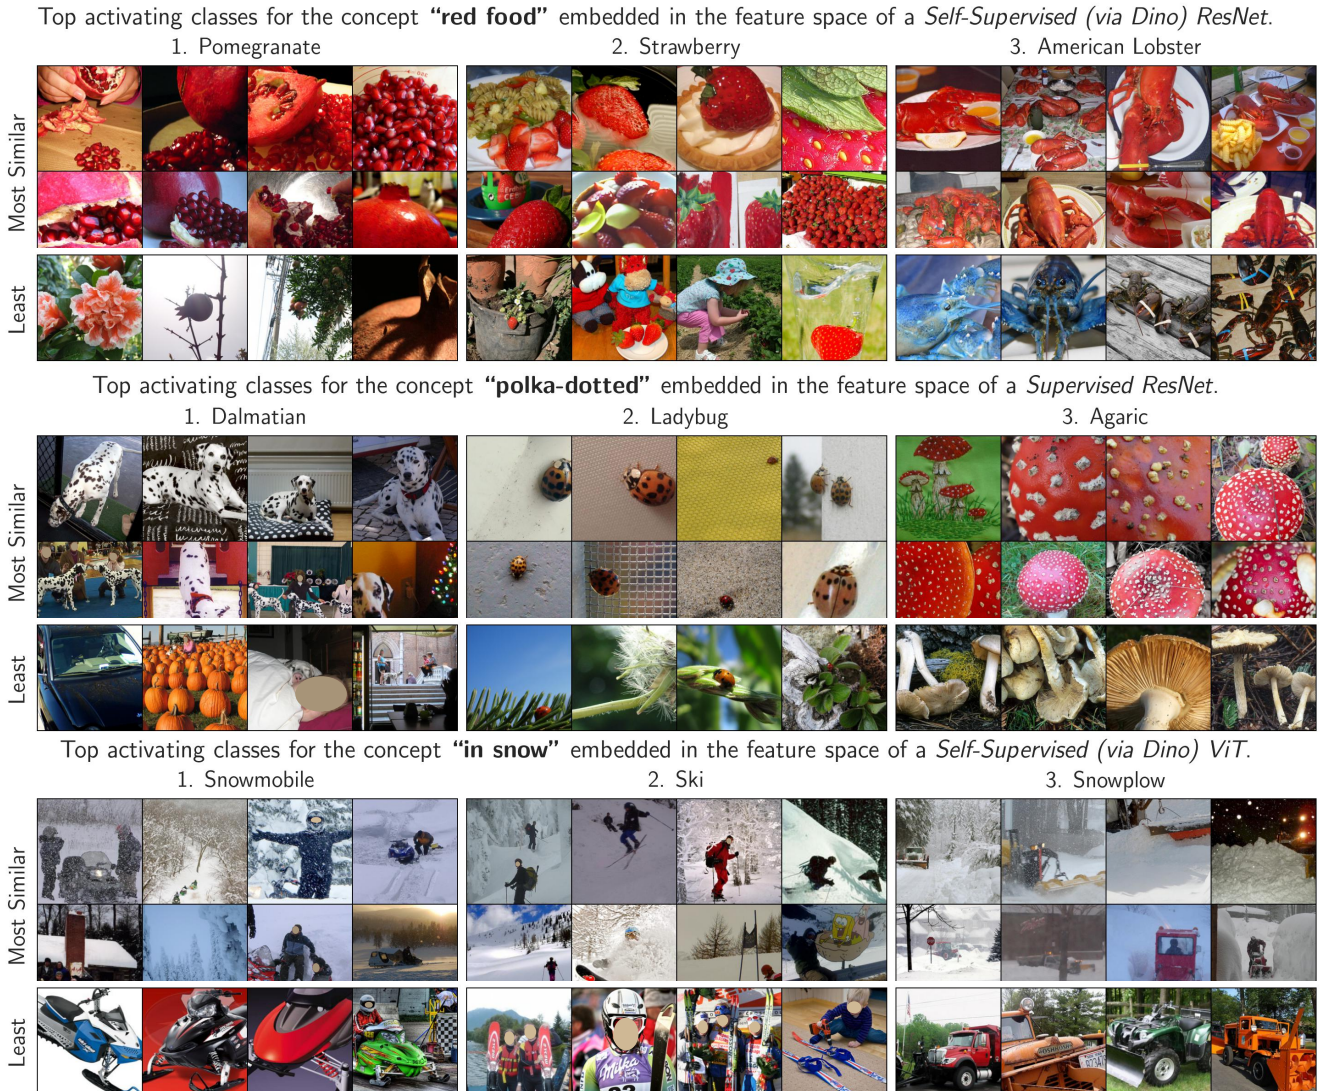 Top activating classes for the concept “red food” embedded in the feature space of a Self-Supervised (via Dino) ResNet.
1. Pomegranate
2. Strawberry
3. American Lobster
Most Similar
Least
Top activating classes for the concept “polka-dotted” embedded in the feature space of a Supervised ResNet.
1. Dalmatian
2. Ladybug
3. Agaric
Most Similar
Least
Top activating classes for the concept “in snow” embedded in the feature space of a Self-Supervised (via Dino) ViT.
1. Snowmobile
2. Ski
3. Snowplow
Most Similar
Least
Milka